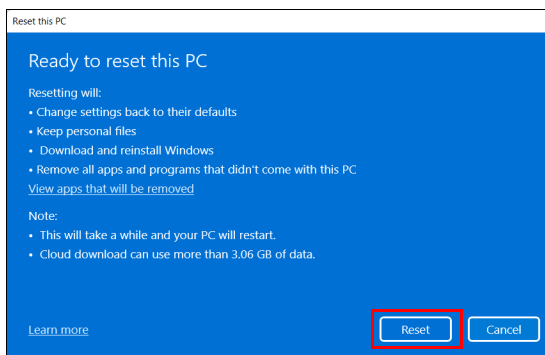 Reset this PC
Ready to reset this PC
Resetting will:
• Change settings back to their defaults
• Keep personal files
• Download and reinstall Windows
• Remove all apps and programs that didn't come with this PC
View apps that will be removed
Note:
• This will take a while and your PC will restart.
• Cloud download can use more than 3.06 GB of data.
Learn more
Reset
Cancel